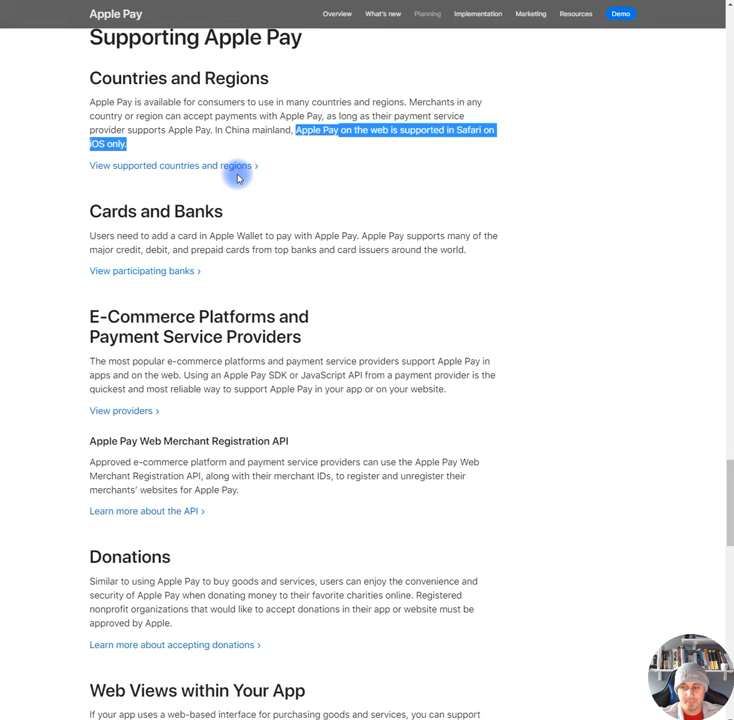 Apple Pay
Overview
What's new
Planning
Implementation
Marketing
Resources
Demo
Supporting Apple Pay
Countries and Regions
Apple Pay is available for consumers to use in many countries and regions. Merchants in any
country or region can accept payments with Apple Pay, as long as their payment service
provider supports Apple Pay. In China mainland, Apple Pay on the web is supported in Safari on
iOS only.
View supported countries and regions ›
Cards and Banks
Users need to add a card in Apple Wallet to pay with Apple Pay. Apple Pay supports many of the
major credit, debit, and prepaid cards from top banks and card issuers around the world.
View participating banks ›
E-Commerce Platforms and
Payment Service Providers
The most popular e-commerce platforms and payment service providers support Apple Pay in
apps and on the web. Using an Apple Pay SDK or JavaScript API from a payment provider is the
quickest and most reliable way to support Apple Pay in your app or on your website.
View providers ›
Apple Pay Web Merchant Registration API
Approved e-commerce platform and payment service providers can use the Apple Pay Web
Merchant Registration API, along with their merchant IDs, to register and unregister their
merchants' websites for Apple Pay.
Learn more about the API ›
Donations
Similar to using Apple Pay to buy goods and services, users can enjoy the convenience and
security of Apple Pay when donating money to their favorite charities online. Registered
nonprofit organizations that would like to accept donations in their app or website must be
approved by Apple.
Learn more about accepting donations ›
Web Views within Your App
If your app uses a web-based interface for purchasing goods and services, you can support